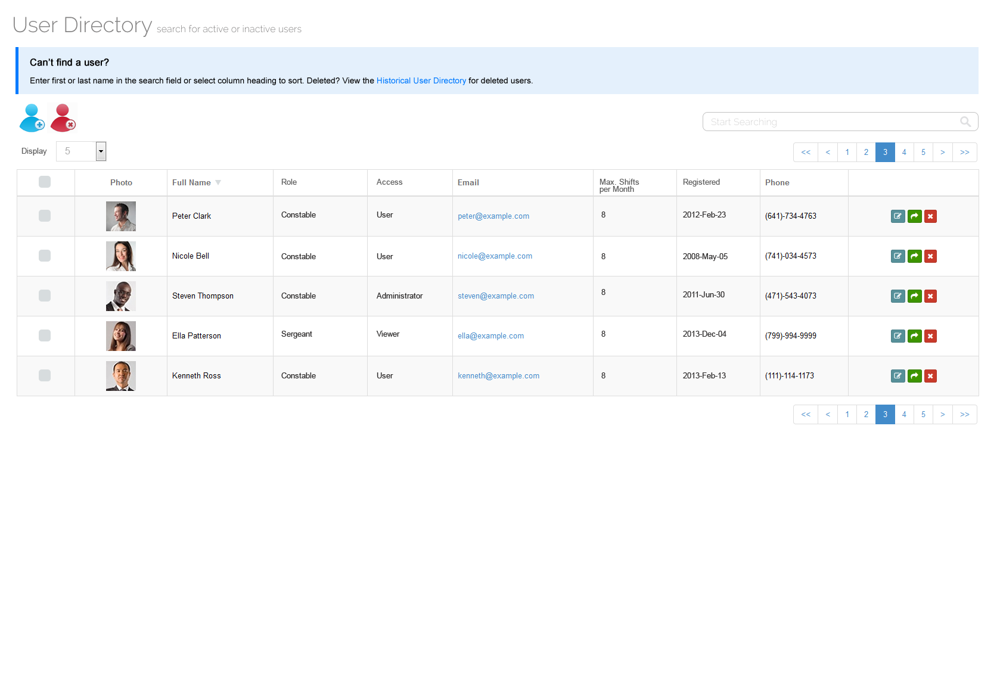 User Directory search for active or inactive users
Can't find a user?
Enter first or last name in the search field or select column heading to sort. Deleted? View the Historical User Directory for deleted users.
Start Searching
Display 5
<< < 1 2 3 4 5 > >>
Photo Full Name Role Access Email Max. Shifts per Month Registered Phone
Peter Clark Constable User peter@example.com 8 2012-Feb-23 (641)-734-4763
Nicole Bell Constable User nicole@example.com 8 2008-May-05 (741)-034-4573
Steven Thompson Constable Administrator steven@example.com 8 2011-Jun-30 (471)-543-4073
Ella Patterson Sergeant Viewer ella@example.com 8 2013-Dec-04 (799)-994-9999
Kenneth Ross Constable User kenneth@example.com 8 2013-Feb-13 (111)-114-1173
<< < 1 2 3 4 5 > >>